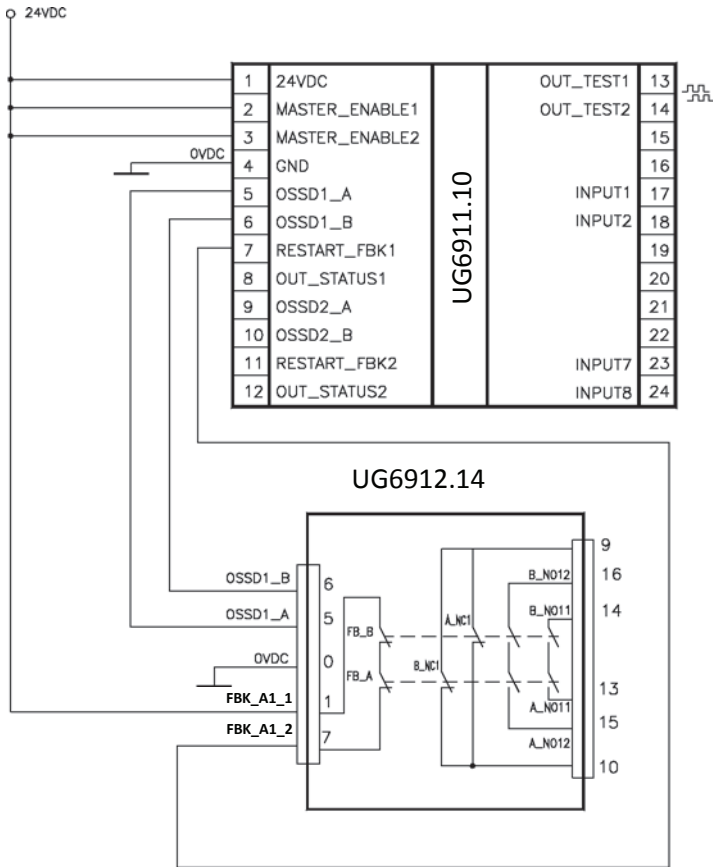 24VDC
1 24VDC OUT_TEST1 13
2 MASTER_ENABLE1 OUT_TEST2 14
3 MASTER_ENABLE2 15
0VDC 4 GND 16
5 OSSD1_A INPUT1 17
6 OSSD1_B INPUT2 18
7 RESTART_FBK1 19
8 OUT_STATUS1 20
9 OSSD2_A 21
10 OSSD2_B 22
11 RESTART_FBK2 INPUT7 23
12 OUT_STATUS2 INPUT8 24
UG6911.10
UG6912.14
9
OSSD1_B 6 B_NO12 16
OSSD1_A 5 A_NC1 B_NO11 14
FB_B
0VDC 0 FB_A B_NC1
FBK_A1_1 1 13
A_NO11
FBK_A1_2 7 15
A_NO12
10